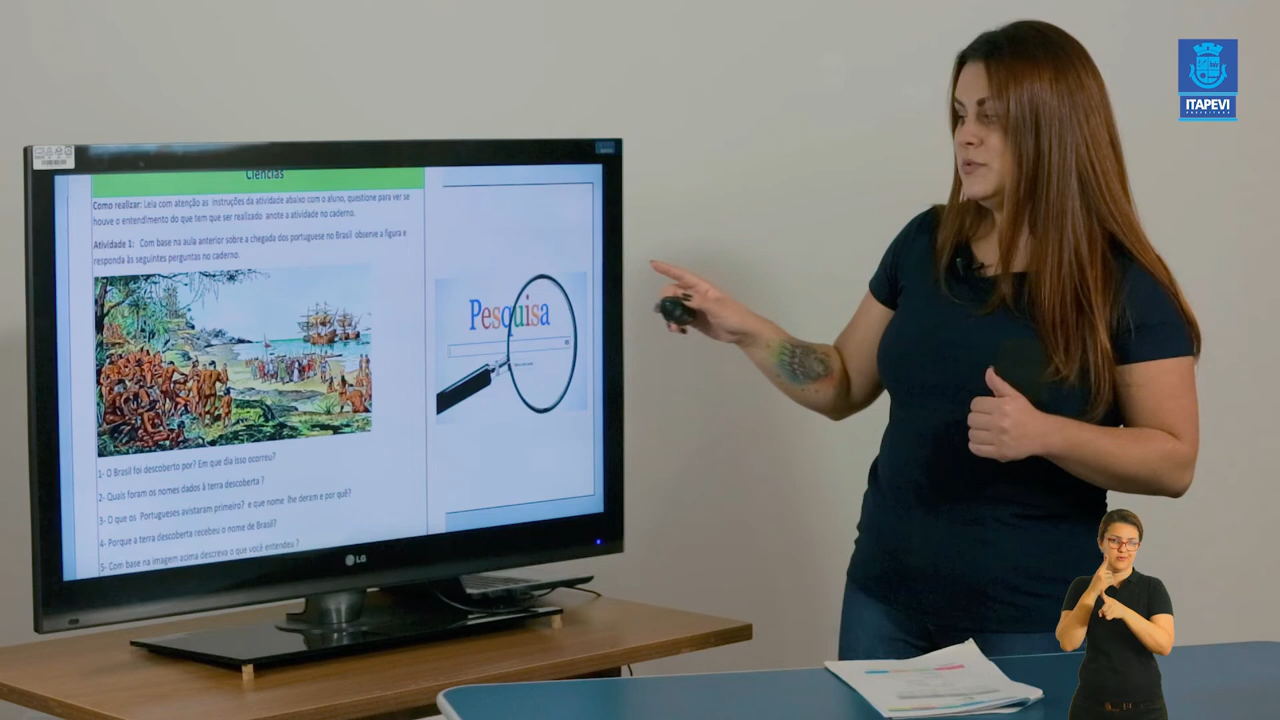 Ciências
Como realizar: Leia com atenção as instruções da atividade abaixo com o aluno, questione para ver se
houve o entendimento do que tem que ser realizado anote a atividade no caderno.
Atividade 1: Com base na aula anterior sobre a chegada dos portuguese no Brasil observe a figura e
responda às seguintes perguntas no caderno.
1- O Brasil foi descoberto por? Em que dia isso ocorreu?
2- Quais foram os nomes dados à terra descoberta ?
3- O que os Portugueses avistaram primeiro? e que nome lhe deram e por quê?
4- Porque a terra descoberta recebeu o nome de Brasil?
5- Com base na imagem acima descreva o que você entendeu ?
Pesquisa
LG
ITAPEVI
PREFEITURA